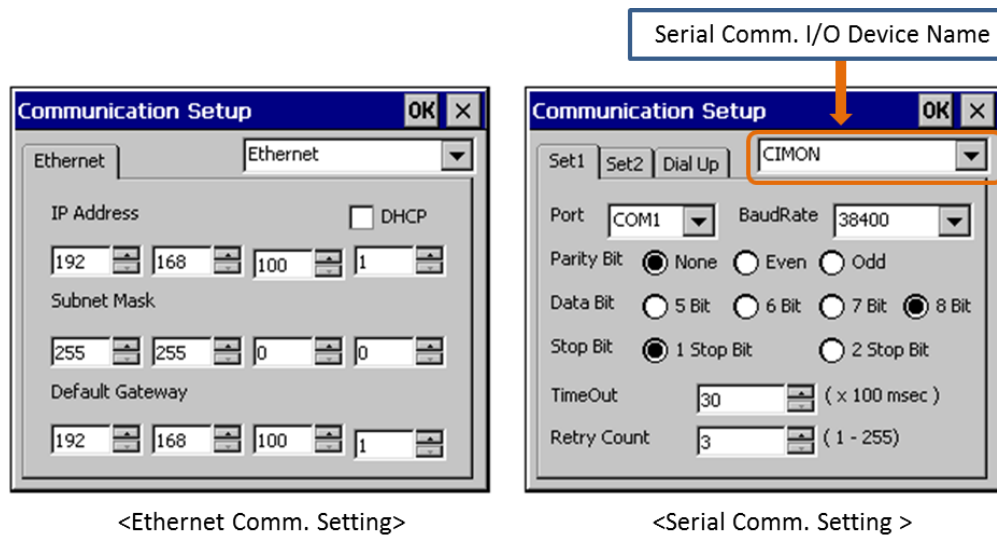 Serial Comm. I/O Device Name
Communication Setup OK ×
Ethernet Ethernet
IP Address DHCP
192 168 100 1
Subnet Mask
255 255 0 0
Default Gateway
192 168 100 1
<Ethernet Comm. Setting>
Communication Setup OK ×
Set1 Set2 Dial Up CIMON
Port COM1 BaudRate 38400
Parity Bit None Even Odd
Data Bit 5 Bit 6 Bit 7 Bit 8 Bit
Stop Bit 1 Stop Bit 2 Stop Bit
TimeOut 30 ( x 100 msec )
Retry Count 3 ( 1 - 255)
<Serial Comm. Setting >